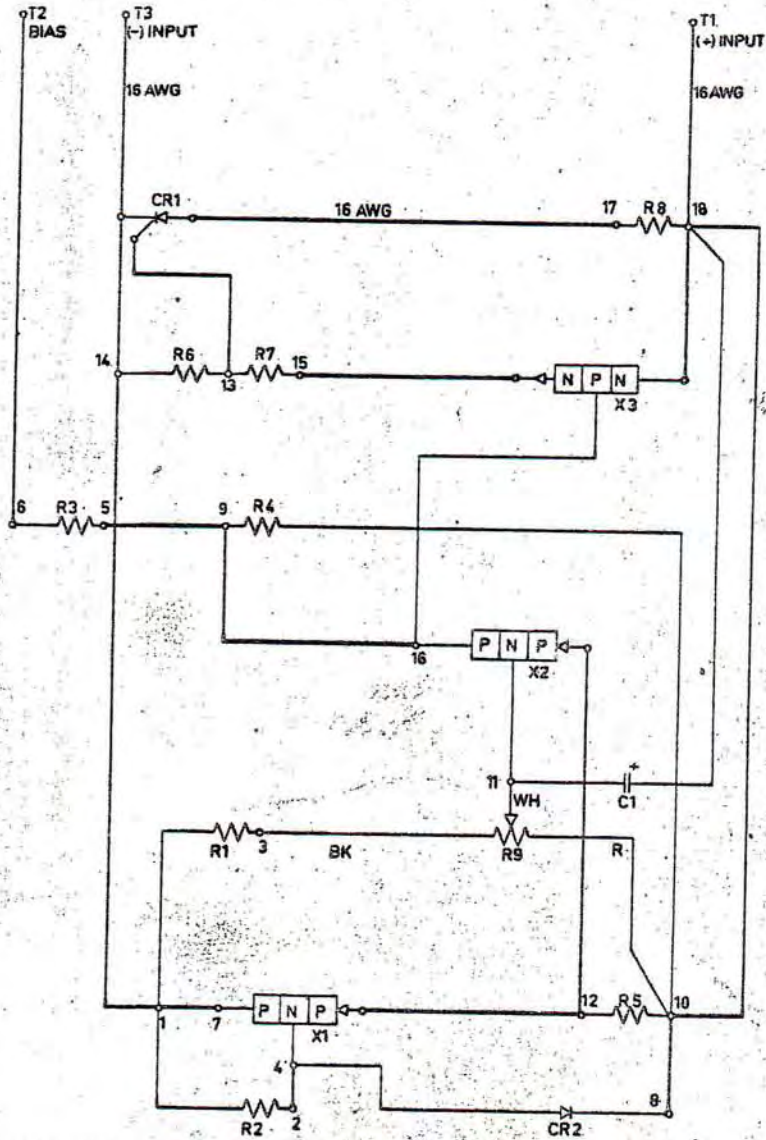 T2
BIAS
T3
(-) INPUT
T1.
(+) INPUT
16 AWG
16 AWG
CR1
16 AWG
17
R8
18
14
R6
13
R7
15
N P N
X3
6
R3
5
9
R4
16
P N P
X2
11
WH
+
C1
R1
3
BK
R9
R
1
7
P N P
X1
12
R5
10
4
R2
2
CR2
8